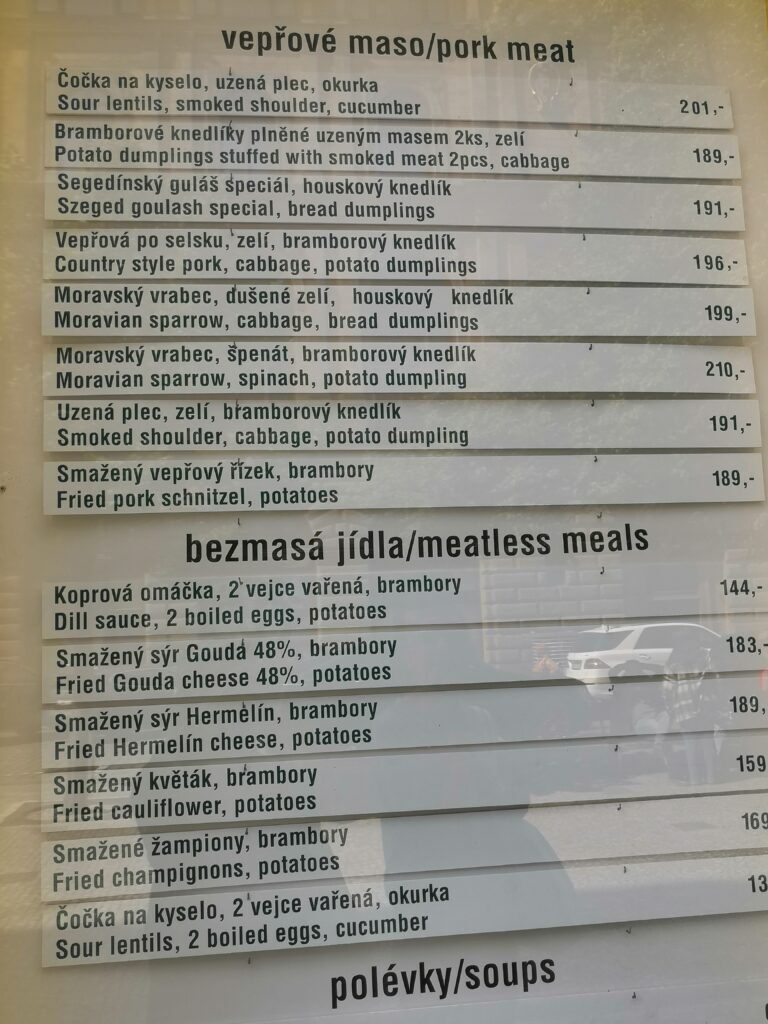 vepřové maso/pork meat
Čočka na kyselo, uzená plec, okurka
Sour lentils, smoked shoulder, cucumber 201,-
Bramborové knedlíky plněné uzeným masem 2ks, zelí
Potato dumplings stuffed with smoked meat 2pcs, cabbage 189,-
Segedínský guláš speciál, houskový knedlík
Szeged goulash special, bread dumplings 191,-
Vepřová po selsku, zelí, bramborový knedlík
Country style pork, cabbage, potato dumplings 196,-
Moravský vrabec, dušené zelí, houskový knedlík
Moravian sparrow, cabbage, bread dumplings 199,-
Moravský vrabec, špenát, bramborový knedlík
Moravian sparrow, spinach, potato dumpling 210,-
Uzená plec, zelí, bramborový knedlík
Smoked shoulder, cabbage, potato dumpling 191,-
Smažený vepřový řízek, brambory
Fried pork schnitzel, potatoes 189,-
bezmasá jídla/meatless meals
Koprová omáčka, 2 vejce vařená, brambory
Dill sauce, 2 boiled eggs, potatoes 144,-
Smažený sýr Gouda 48%, brambory
Fried Gouda cheese 48%, potatoes 183,-
Smažený sýr Hermelín, brambory
Fried Hermelín cheese, potatoes 189,
Smažený květák, brambory
Fried cauliflower, potatoes 159
Smažené žampiony, brambory
Fried champignons, potatoes 169
Čočka na kyselo, 2 vejce vařená, okurka
Sour lentils, 2 boiled eggs, cucumber 13
polévky/soups